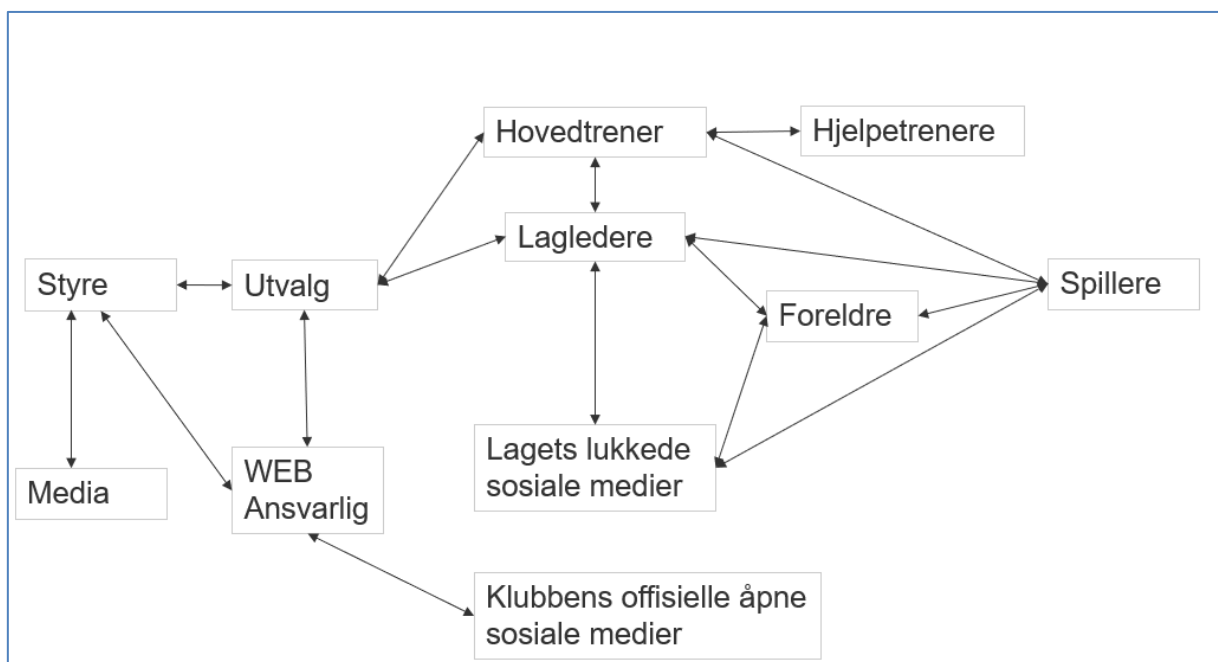 Hovedtrener
Hjelpetrenere
Lagledere
Styre
Utvalg
Spillere
Foreldre
Lagets lukkede
sosiale medier
WEB
Ansvarlig
Media
Klubbens offisielle åpne
sosiale medier